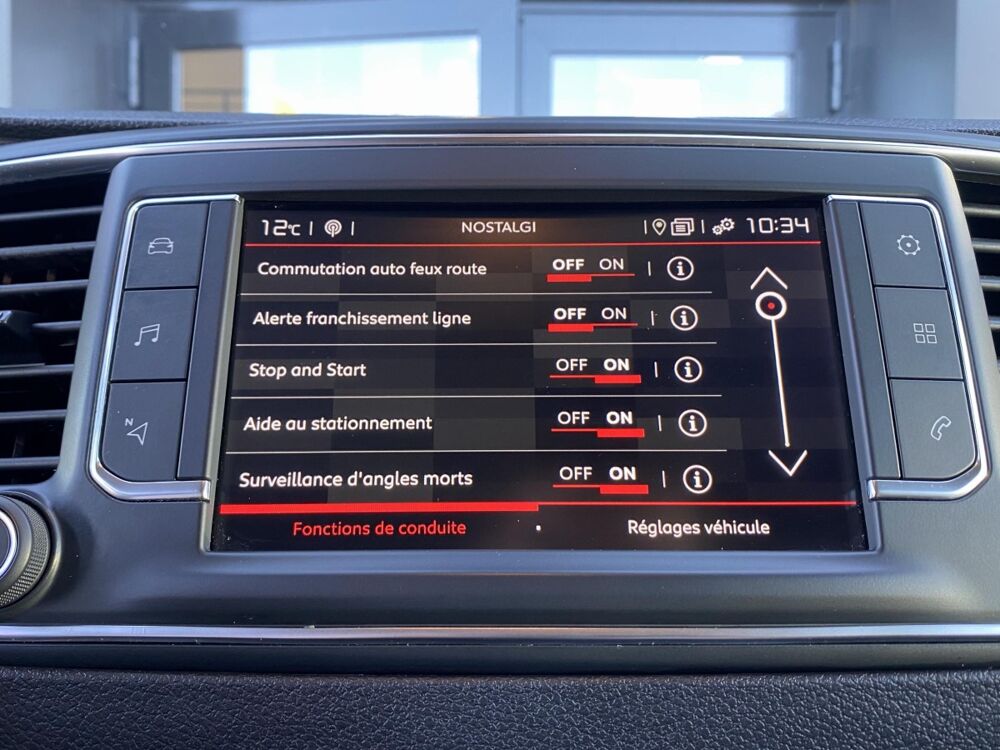 12°C NOSTALGI 10:34
Commutation auto feux route OFF ON i
Alerte franchissement ligne OFF ON i
Stop and Start OFF ON i
Aide au stationnement OFF ON i
Surveillance d'angles morts OFF ON i
Fonctions de conduite Réglages véhicule
N